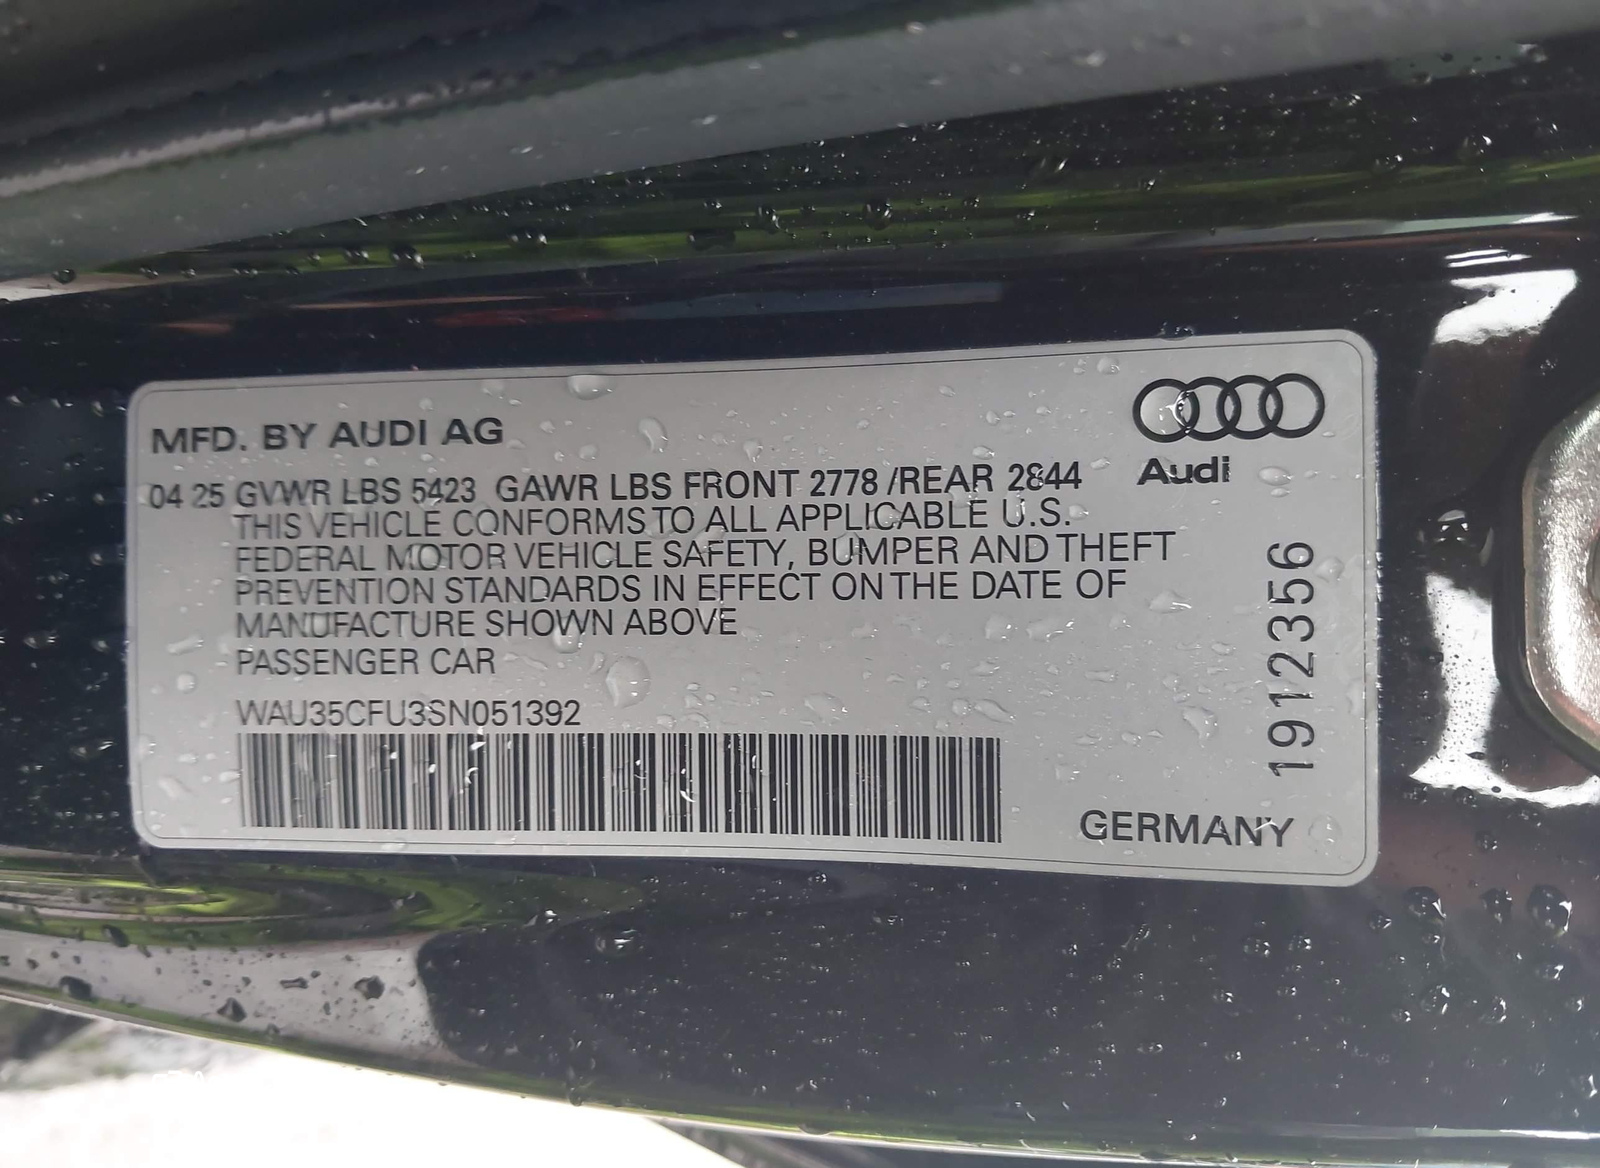 MFD. BY AUDI AG
Audi
04 25 GVWR LBS 5423 GAWR LBS FRONT 2778 /REAR 2844
THIS VEHICLE CONFORMS TO ALL APPLICABLE U.S.
FEDERAL MOTOR VEHICLE SAFETY, BUMPER AND THEFT
PREVENTION STANDARDS IN EFFECT ON THE DATE OF
MANUFACTURE SHOWN ABOVE
PASSENGER CAR
WAU35CFU3SN051392
1912356
GERMANY